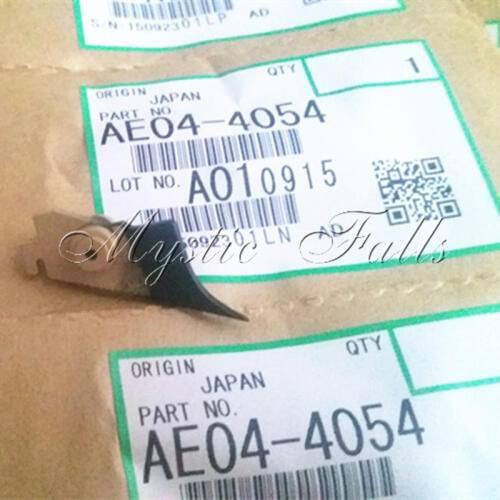 S/N:15092301LP AD
ORIGIN JAPAN QTY 1
PART NO.
AE04-4054
LOT NO. A010915
15092301LN AD
Mystic Falls
ORIGIN JAPAN QTY
PART NO.
AE04-4054